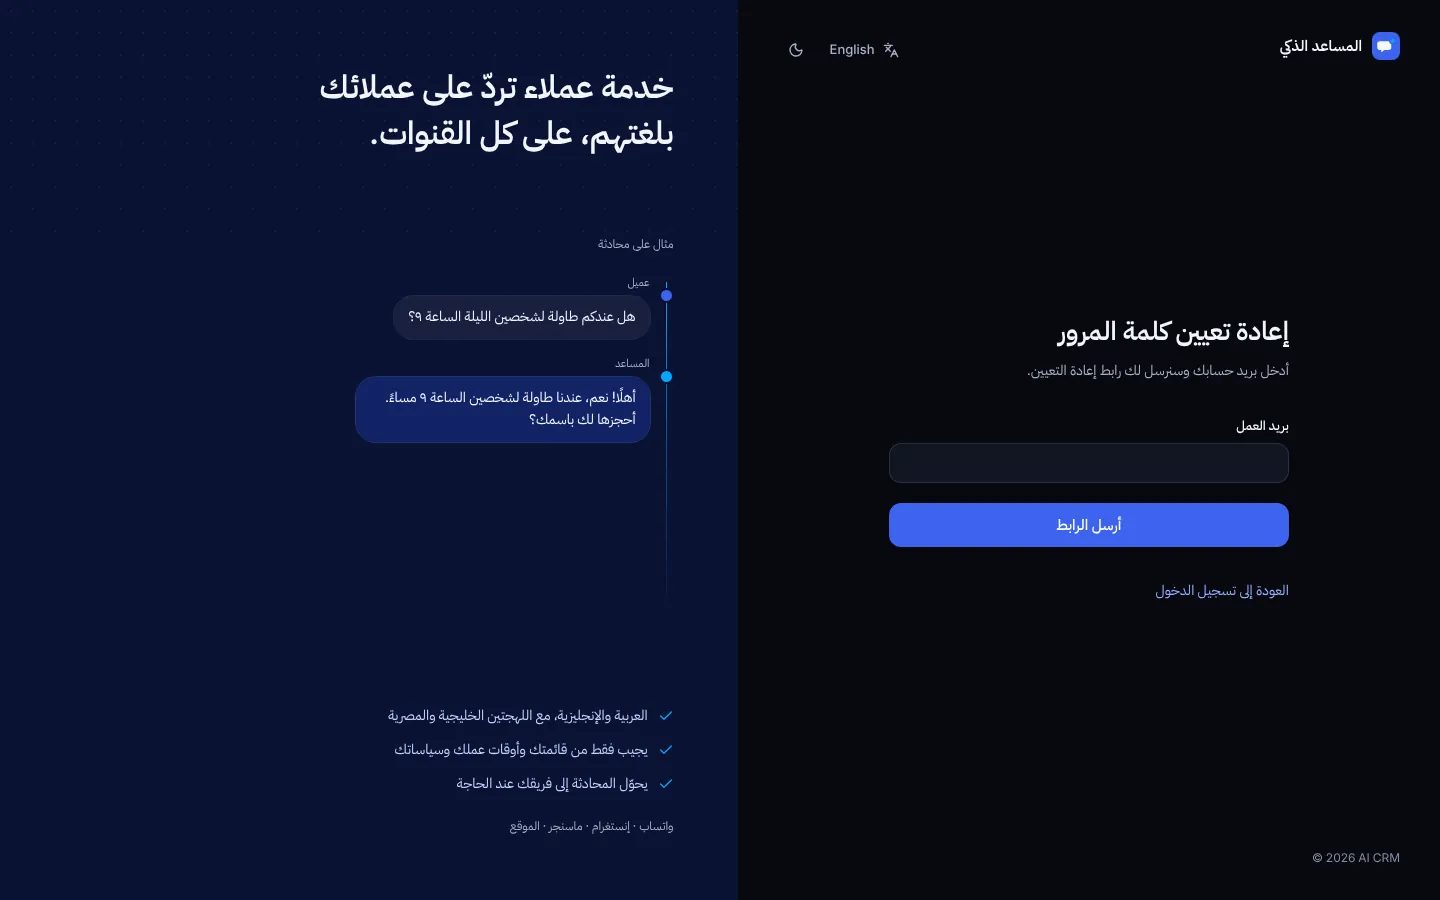 المساعد الذكي
English
إعادة تعيين كلمة المرور
أدخل بريد حسابك وسنرسل لك رابط إعادة التعيين.
بريد العمل
أرسل الرابط
العودة إلى تسجيل الدخول
© 2026 AI CRM
خدمة عملاء تردّ على عملائك
بلغتهم، على كل القنوات.
مثال على محادثة
عميل
هل عندكم طاولة لشخصين الليلة الساعة ٩؟
المساعد
أهلًا! نعم، عندنا طاولة لشخصين الساعة ٩ مساءً.
أحجزها لك باسمك؟
العربية والإنجليزية، مع اللهجتين الخليجية والمصرية
يجيب فقط من قائمتك وأوقات عملك وسياساتك
يحوّل المحادثة إلى فريقك عند الحاجة
واتساب · إنستغرام · ماسنجر · الموقع